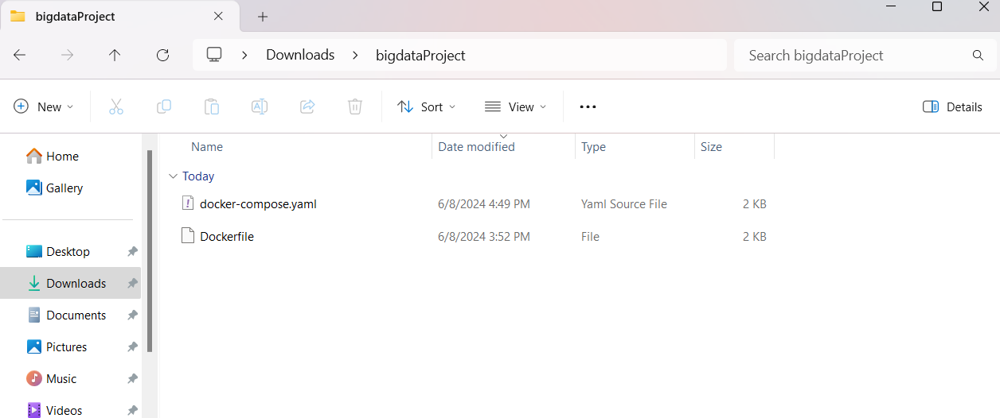 bigdataProject
Downloads bigdataProject Search bigdataProject
New Sort View Details
Name Date modified Type Size
Today
docker-compose.yaml 6/8/2024 4:49 PM Yaml Source File 2 KB
Dockerfile 6/8/2024 3:52 PM File 2 KB
Home
Gallery
Desktop
Downloads
Documents
Pictures
Music
Videos